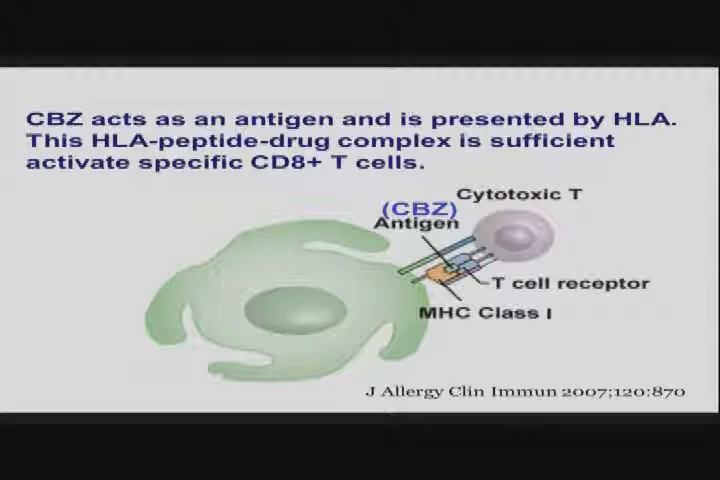 CBZ acts as an antigen and is presented by HLA.
This HLA-peptide-drug complex is sufficient
activate specific CD8+ T cells.
Cytotoxic T
(CBZ)
Antigen
T cell receptor
MHC Class I
J Allergy Clin Immun 2007;120:870